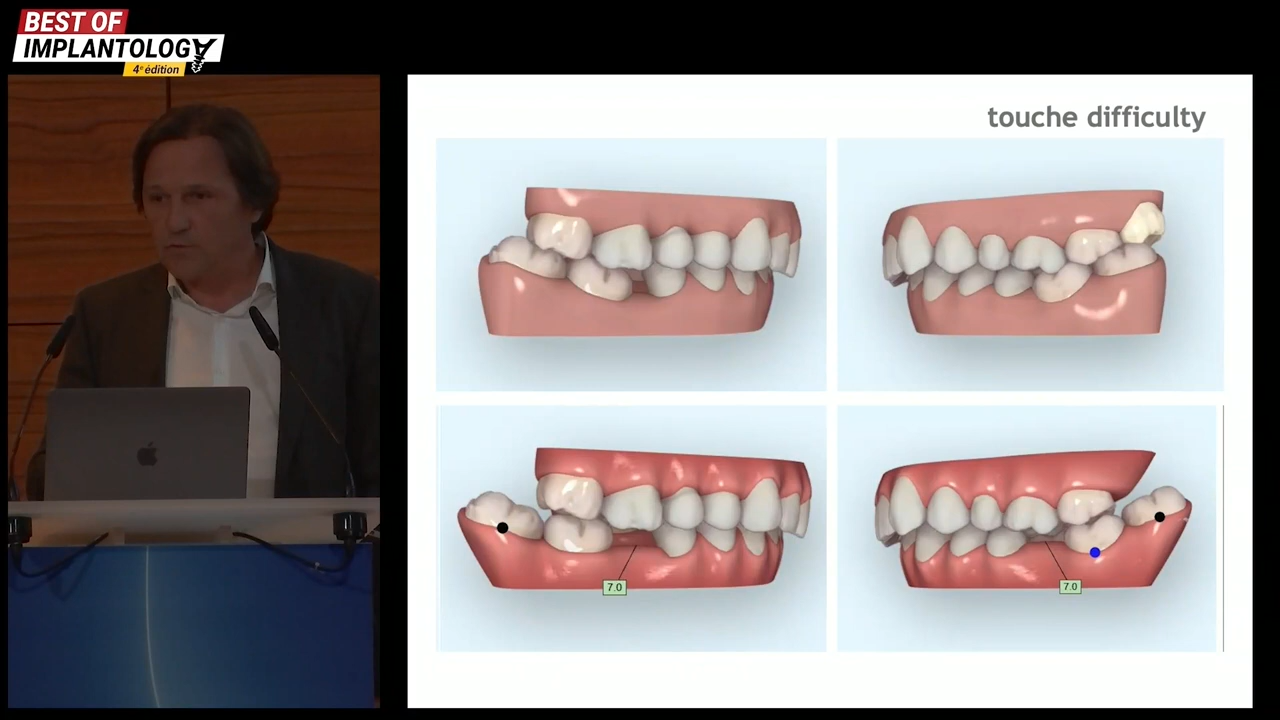 BEST OF
IMPLANTOLOGY
4e édition
touche difficulty
7.0
7.0